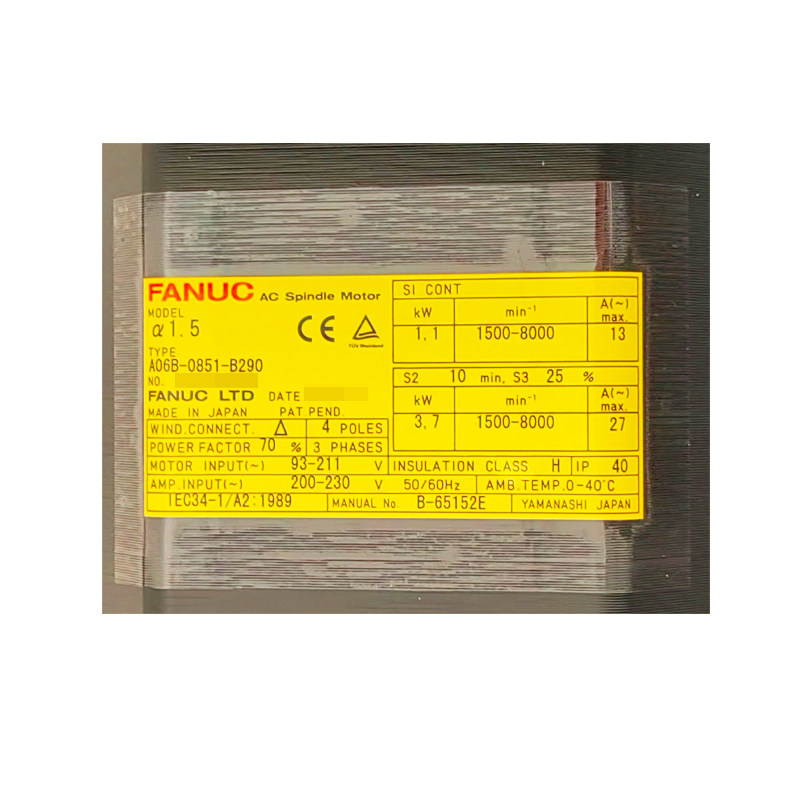 FANUC AC Spindle Motor
MODEL
α1.5
TYPE
A06B-0851-B290
NO.
FANUC LTD DATE
MADE IN JAPAN PAT.PEND.
WIND.CONNECT. △ 4 POLES
POWER FACTOR 70 % 3 PHASES
MOTOR INPUT(~) 93-211 V
AMP.INPUT(~) 200-230 V 50/60Hz
IEC34-1/A2:1989
CE
TÜV Rheinland
SI CONT
kW min⁻¹ A(~) max.
1,1 1500-8000 13
S2 10 min, S3 25 %
kW min⁻¹ A(~) max.
3,7 1500-8000 27
INSULATION CLASS H IP 40
AMB.TEMP.0-40°C
MANUAL No. B-65152E
YAMANASHI JAPAN